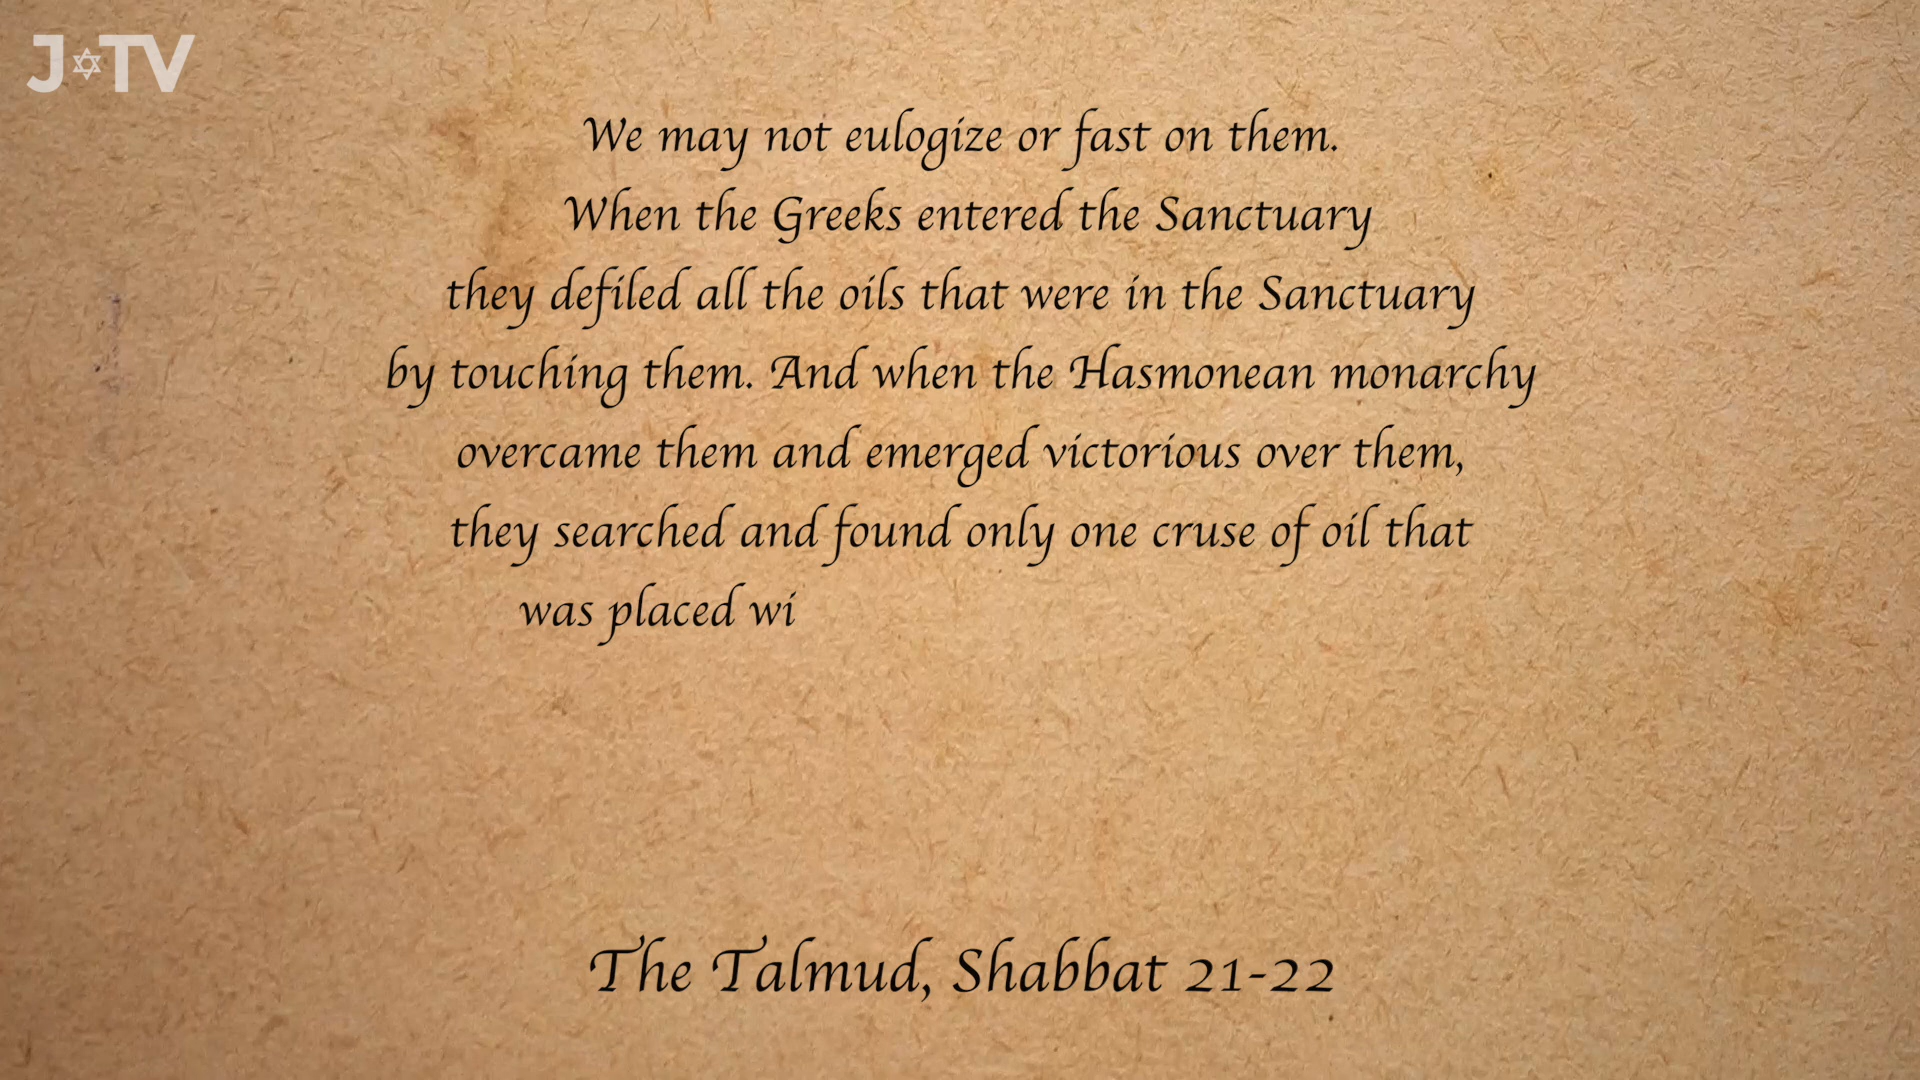 J✡TV
We may not eulogize or fast on them.
When the Greeks entered the Sanctuary
they defiled all the oils that were in the Sanctuary
by touching them. And when the Hasmonean monarchy
overcame them and emerged victorious over them,
they searched and found only one cruse of oil that
was placed wi
The Talmud, Shabbat 21-22